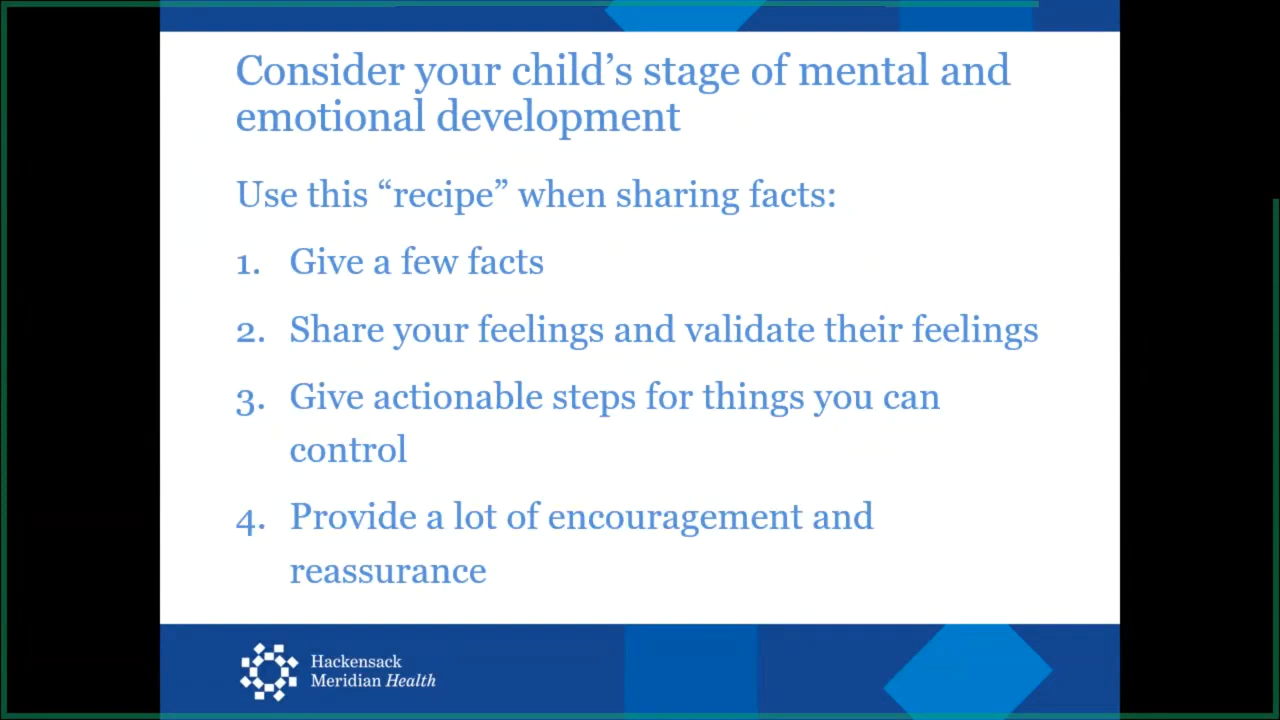 Consider your child’s stage of mental and
emotional development
Use this “recipe” when sharing facts:
1. Give a few facts
2. Share your feelings and validate their feelings
3. Give actionable steps for things you can
control
4. Provide a lot of encouragement and
reassurance
Hackensack
Meridian Health